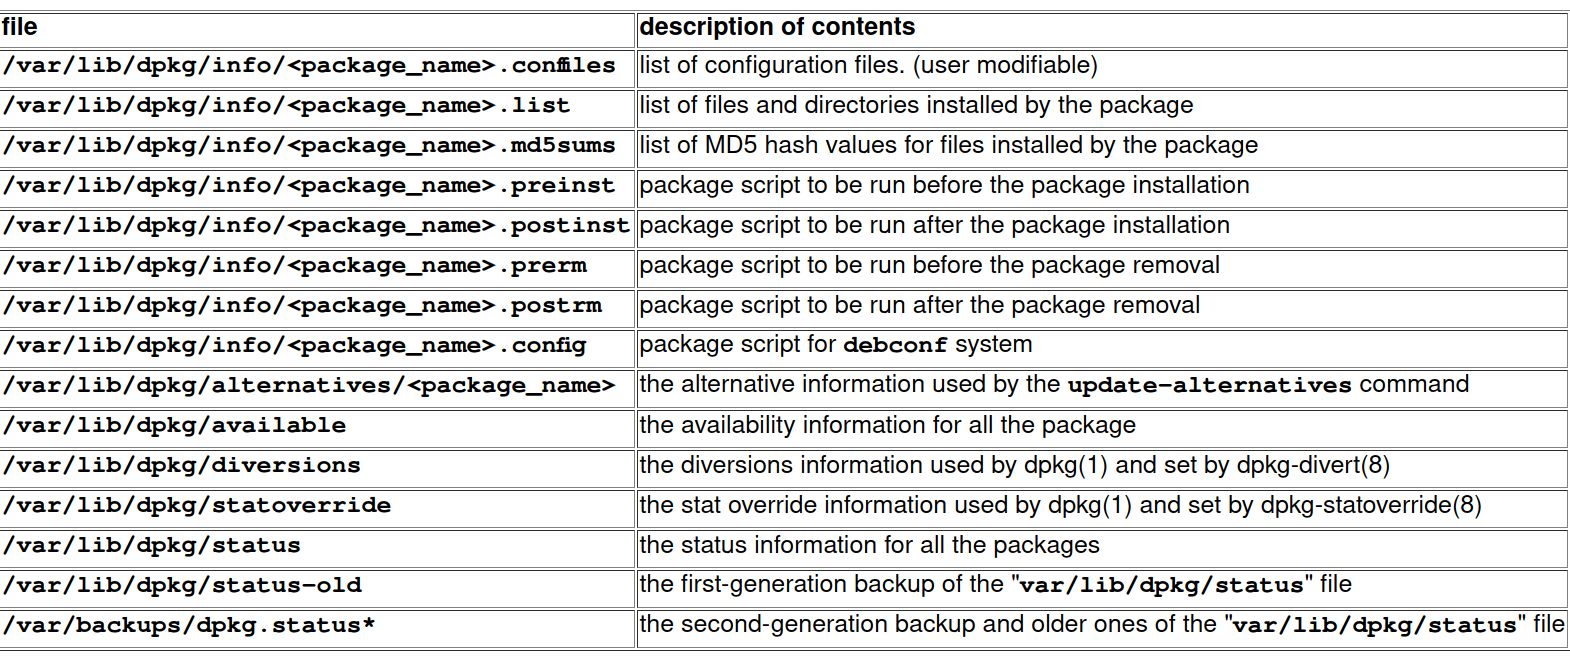 file description of contents
/var/lib/dpkg/info/<package_name>.conffiles list of configuration files. (user modifiable)
/var/lib/dpkg/info/<package_name>.list list of files and directories installed by the package
/var/lib/dpkg/info/<package_name>.md5sums list of MD5 hash values for files installed by the package
/var/lib/dpkg/info/<package_name>.preinst package script to be run before the package installation
/var/lib/dpkg/info/<package_name>.postinst package script to be run after the package installation
/var/lib/dpkg/info/<package_name>.prerm package script to be run before the package removal
/var/lib/dpkg/info/<package_name>.postrm package script to be run after the package removal
/var/lib/dpkg/info/<package_name>.config package script for debconf system
/var/lib/dpkg/alternatives/<package_name> the alternative information used by the update-alternatives command
/var/lib/dpkg/available the availability information for all the package
/var/lib/dpkg/diversions the diversions information used by dpkg(1) and set by dpkg-divert(8)
/var/lib/dpkg/statoverride the stat override information used by dpkg(1) and set by dpkg-statoverride(8)
/var/lib/dpkg/status the status information for all the packages
/var/lib/dpkg/status-old the first-generation backup of the "var/lib/dpkg/status" file
/var/backups/dpkg.status* the second-generation backup and older ones of the "var/lib/dpkg/status" file